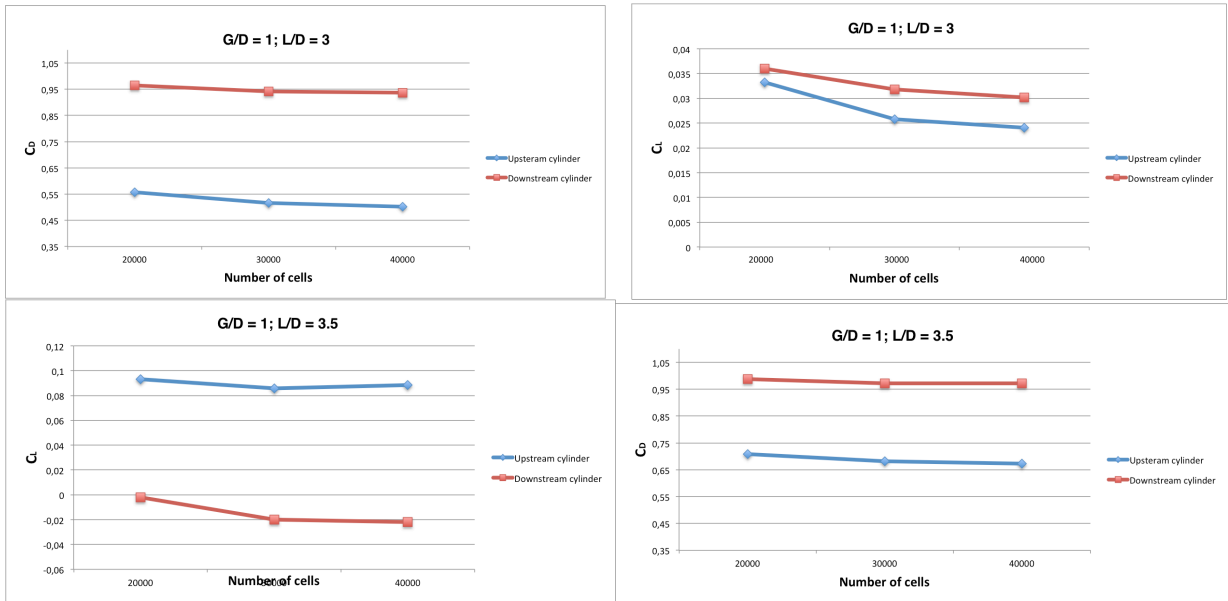 G/D = 1; L/D = 3
1,05
0,95
0,85
0,75
0,65
0,55
0,45
0,35
CD
20000
30000
40000
Number of cells
Upsteram cylinder
Downstream cylinder
G/D = 1; L/D = 3
0,04
0,035
0,03
0,025
0,02
0,015
0,01
0,005
0
CL
20000
30000
40000
Number of cells
Upsteram cylinder
Downstream cylinder
G/D = 1; L/D = 3.5
0,12
0,1
0,08
0,06
0,04
0,02
0
-0,02
-0,04
-0,06
CL
20000
30000
40000
Number of cells
Upsteram cylinder
Downstream cylinder
G/D = 1; L/D = 3.5
1,05
0,95
0,85
0,75
0,65
0,55
0,45
0,35
CD
20000
30000
40000
Number of cells
Upsteram cylinder
Downstream cylinder